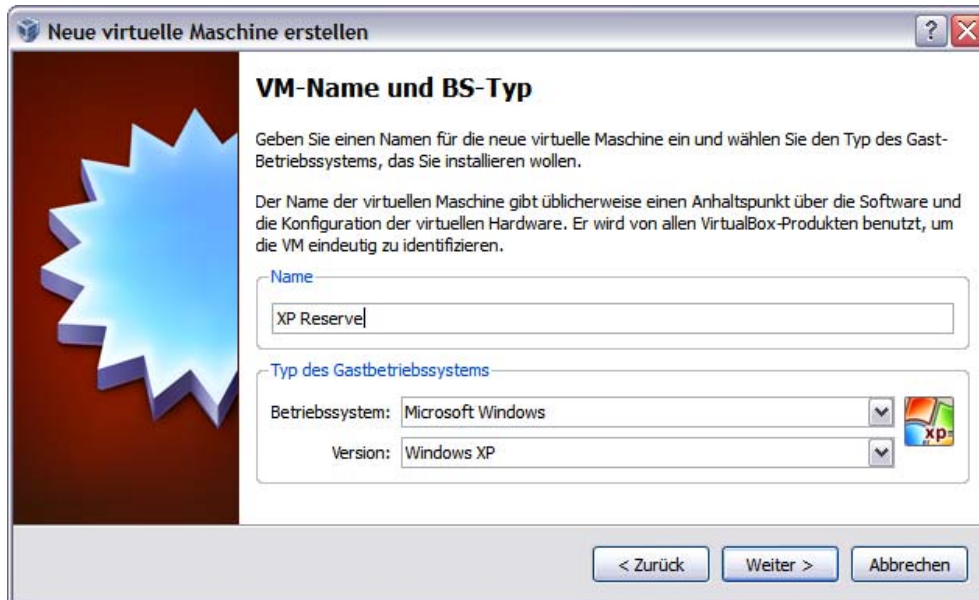 Neue virtuelle Maschine erstellen
?
VM-Name und BS-Typ
Geben Sie einen Namen für die neue virtuelle Maschine ein und wählen Sie den Typ des Gast-
Betriebssystems, das Sie installieren wollen.
Der Name der virtuellen Maschine gibt üblicherweise einen Anhaltspunkt über die Software und
die Konfiguration der virtuellen Hardware. Er wird von allen VirtualBox-Produkten benutzt, um
die VM eindeutig zu identifizieren.
Name
XP Reserve
Typ des Gastbetriebssystems
Betriebssystem: Microsoft Windows
xp
Version: Windows XP
< Zurück Weiter > Abbrechen